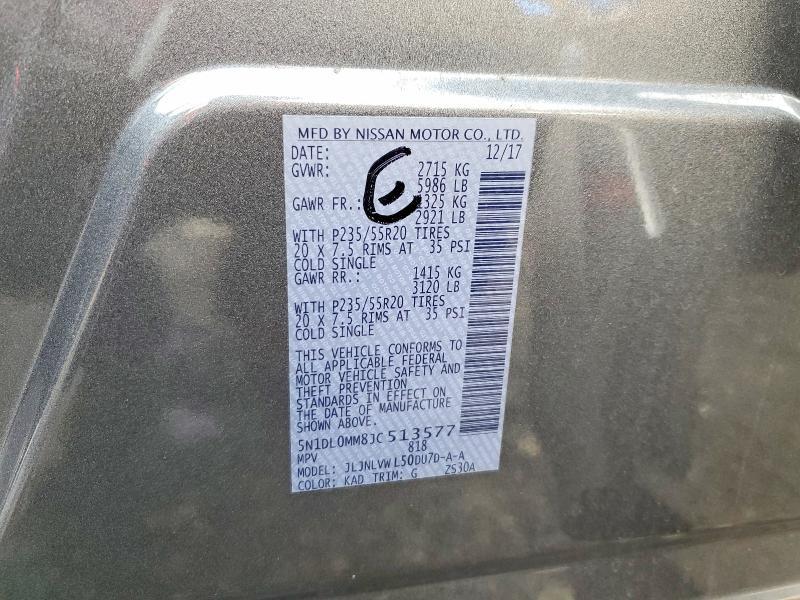 MFD BY NISSAN MOTOR CO., LTD.
DATE: 12/17
GVWR: 2715 KG
5986 LB
GAWR FR.: 1325 KG
2921 LB
WITH P235/55R20 TIRES
20 X 7.5 RIMS AT 35 PSI
COLD SINGLE
GAWR RR.: 1415 KG
3120 LB
WITH P235/55R20 TIRES
20 X 7.5 RIMS AT 35 PSI
COLD SINGLE
THIS VEHICLE CONFORMS TO
ALL APPLICABLE FEDERAL
MOTOR VEHICLE SAFETY AND
THEFT PREVENTION
STANDARDS IN EFFECT ON
THE DATE OF MANUFACTURE
SHOWN ABOVE.
5N1DL0MM8JC513577
MPV 818
MODEL: JLJNLVWL50DU7D-A-A
COLOR: KAD TRIM: G ZS30A